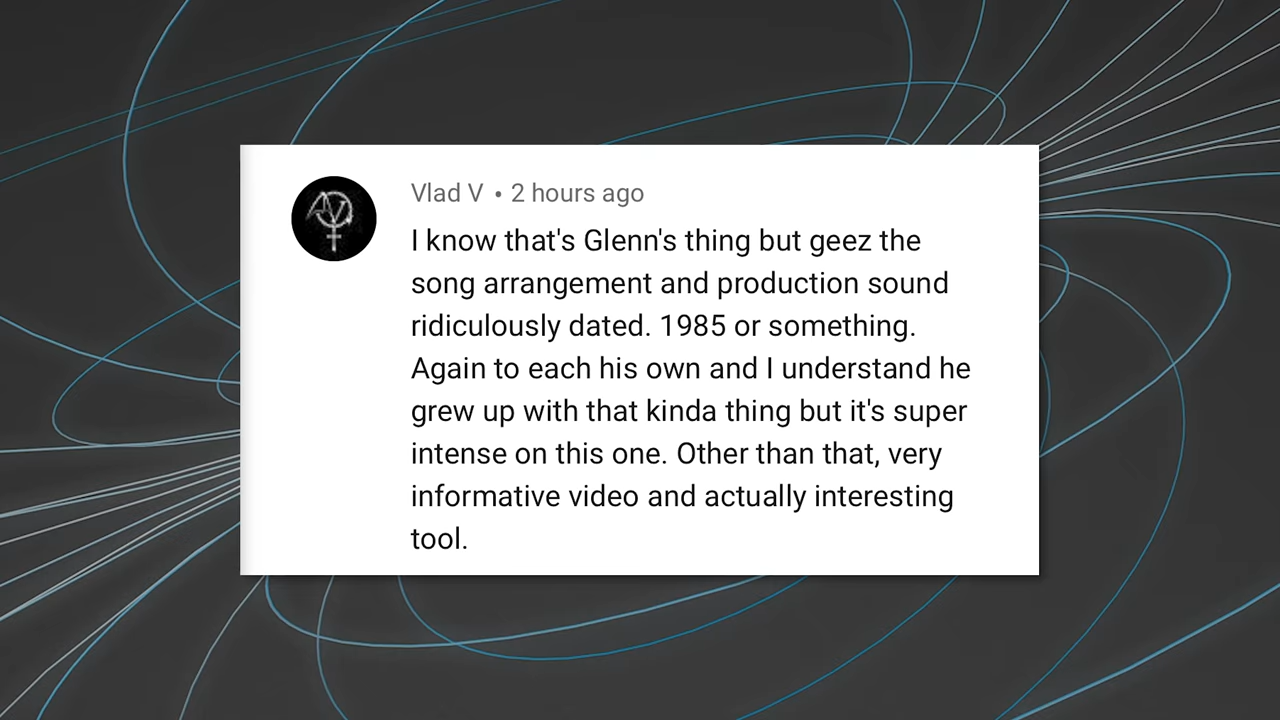 Vlad V • 2 hours ago
I know that's Glenn's thing but geez the
song arrangement and production sound
ridiculously dated. 1985 or something.
Again to each his own and I understand he
grew up with that kinda thing but it's super
intense on this one. Other than that, very
informative video and actually interesting
tool.